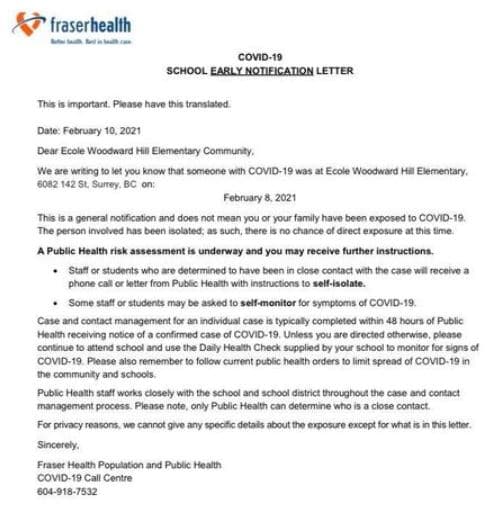 fraserhealth
Better health. Best in health care.
COVID-19
SCHOOL EARLY NOTIFICATION LETTER
This is important. Please have this translated.
Date: February 10, 2021
Dear Ecole Woodward Hill Elementary Community,
We are writing to let you know that someone with COVID-19 was at Ecole Woodward Hill Elementary,
6082 142 St, Surrey, BC on:
February 8, 2021
This is a general notification and does not mean you or your family have been exposed to COVID-19.
The person involved has been isolated; as such, there is no chance of direct exposure at this time.
A Public Health risk assessment is underway and you may receive further instructions.
• Staff or students who are determined to have been in close contact with the case will receive a
phone call or letter from Public Health with instructions to self-isolate.
• Some staff or students may be asked to self-monitor for symptoms of COVID-19.
Case and contact management for an individual case is typically completed within 48 hours of Public
Health receiving notice of a confirmed case of COVID-19. Unless you are directed otherwise, please
continue to attend school and use the Daily Health Check supplied by your school to monitor for signs of
COVID-19. Please also remember to follow current public health orders to limit spread of COVID-19 in
the community and schools.
Public Health staff works closely with the school and school district throughout the case and contact
management process. Please note, only Public Health can determine who is a close contact.
For privacy reasons, we cannot give any specific details about the exposure except for what is in this letter.
Sincerely,
Fraser Health Population and Public Health
COVID-19 Call Centre
604-918-7532